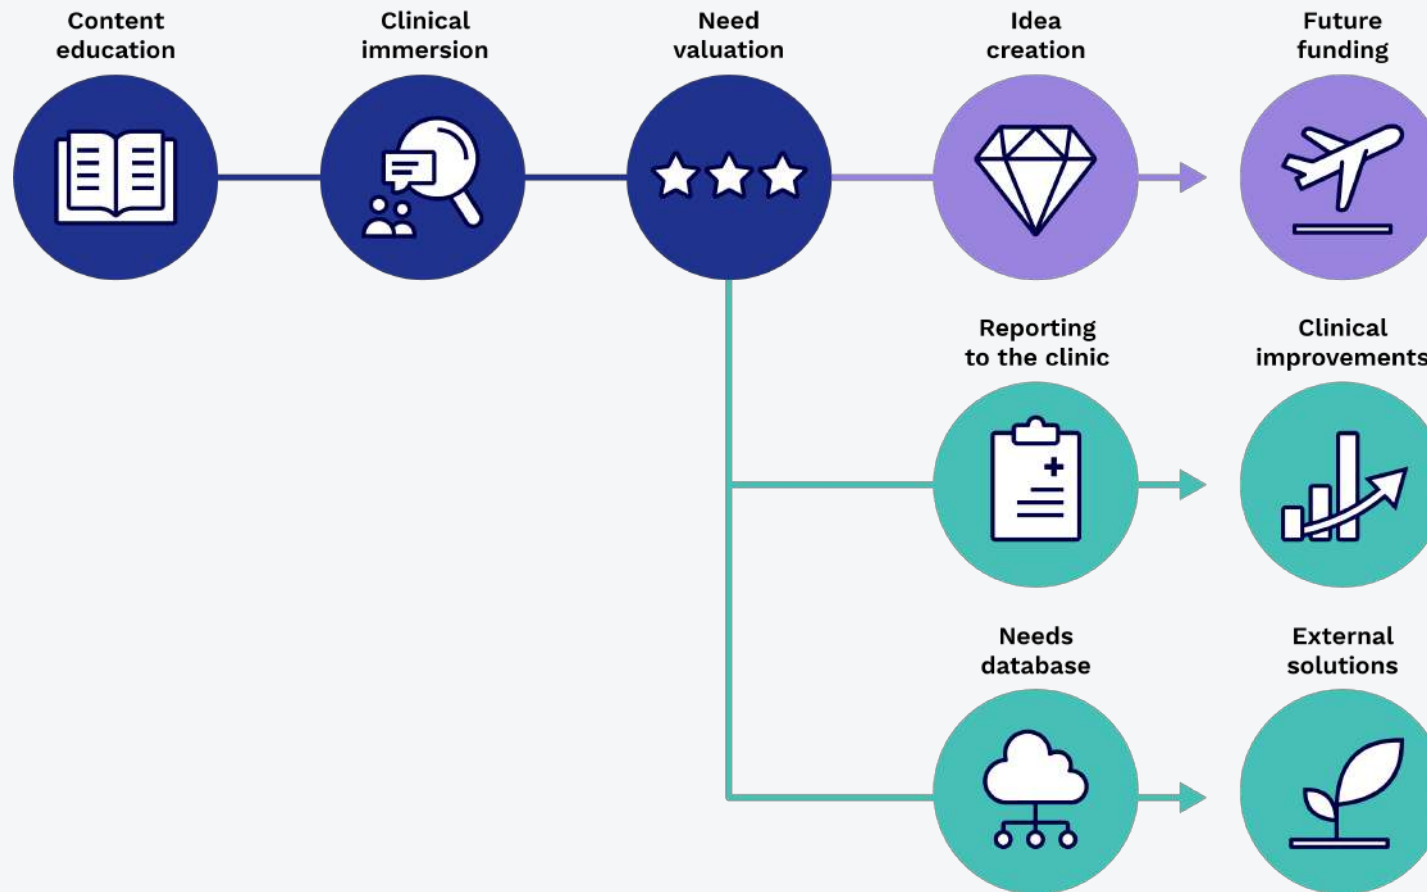 Content
education
Clinical
immersion
Need
valuation
Idea
creation
Future
funding
Reporting
to the clinic
Clinical
improvements
Needs
database
External
solutions